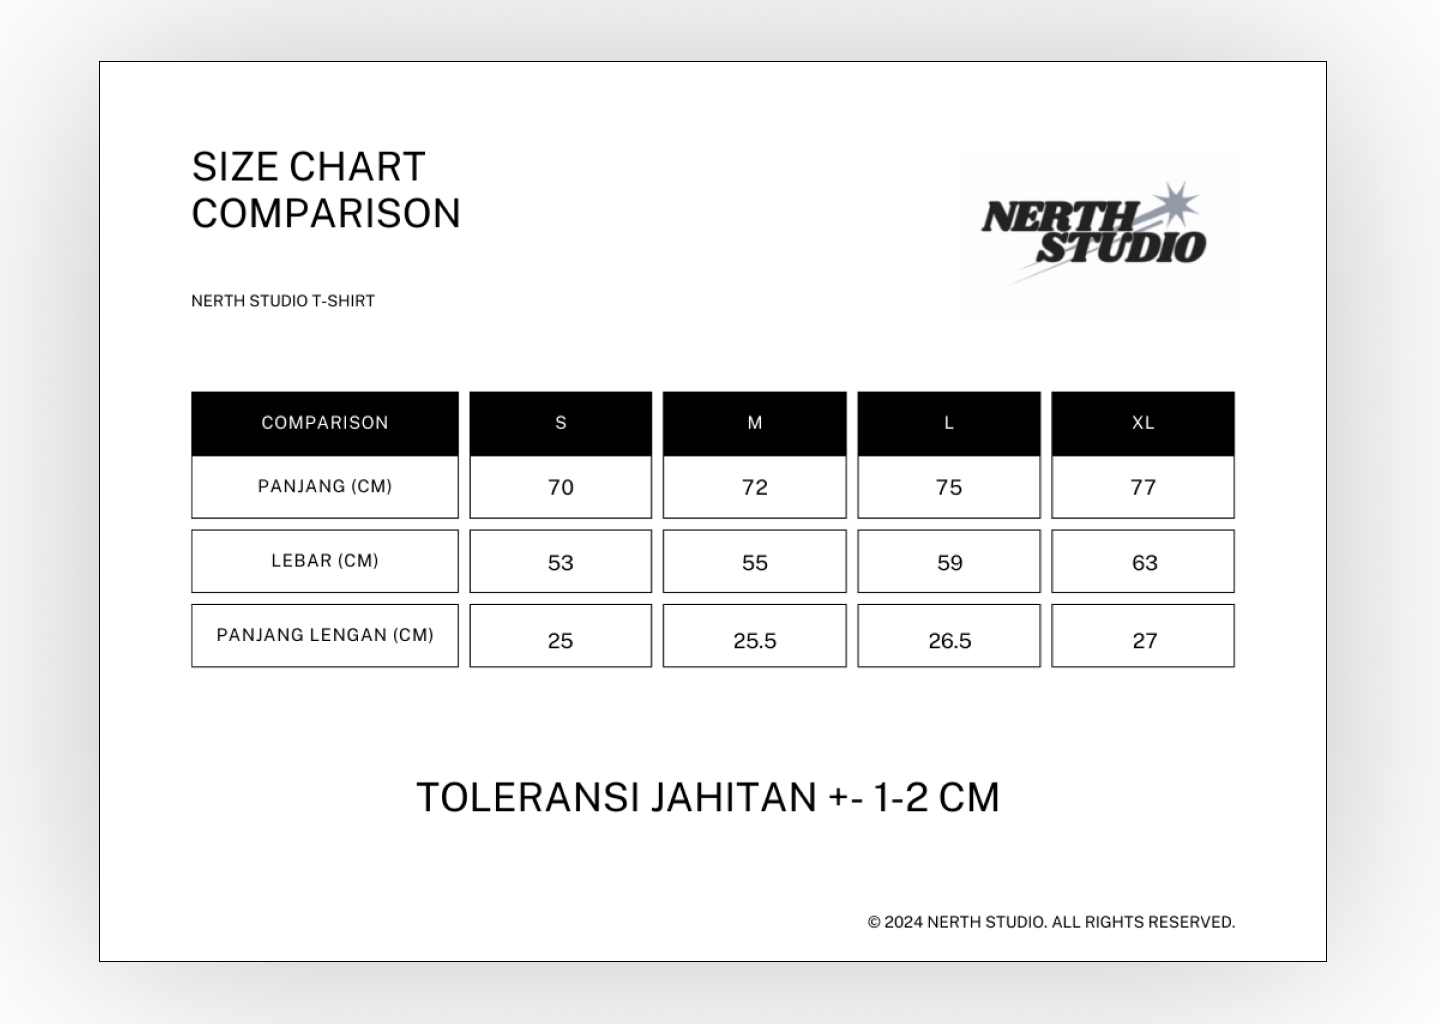 SIZE CHART
COMPARISON
NERTH
STUDIO
NERTH STUDIO T-SHIRT
COMPARISON S M L XL
PANJANG (CM) 70 72 75 77
LEBAR (CM) 53 55 59 63
PANJANG LENGAN (CM) 25 25.5 26.5 27
TOLERANSI JAHITAN +- 1-2 CM
© 2024 NERTH STUDIO. ALL RIGHTS RESERVED.